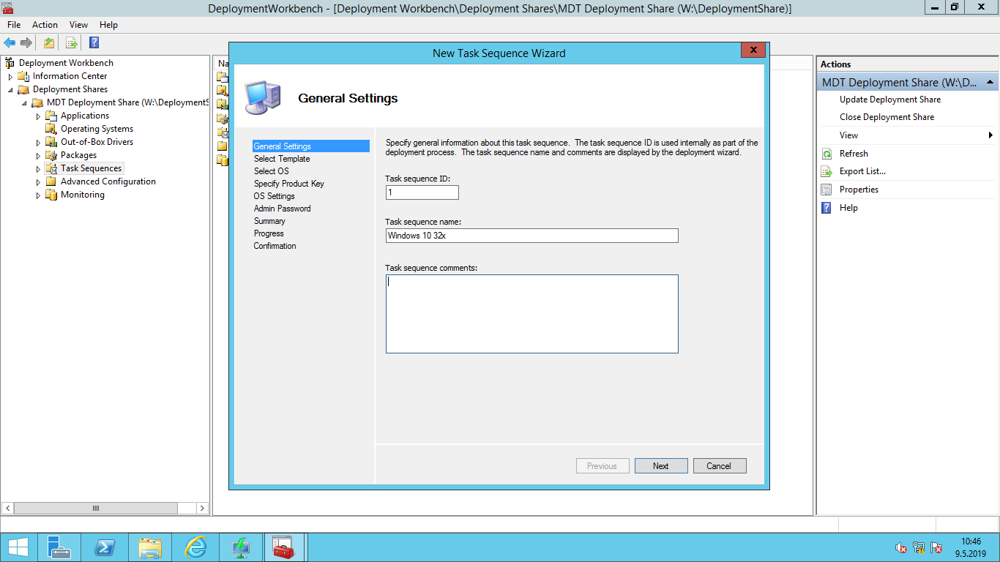 DeploymentWorkbench - [Deployment Workbench\Deployment Shares\MDT Deployment Share (W:\DeploymentShare)]
File Action View Help
Deployment Workbench
Information Center
Deployment Shares
MDT Deployment Share (W:\DeploymentS
Applications
Operating Systems
Out-of-Box Drivers
Packages
Task Sequences
Advanced Configuration
Monitoring
Na
New Task Sequence Wizard
General Settings
General Settings
Select Template
Select OS
Specify Product Key
OS Settings
Admin Password
Summary
Progress
Confirmation
Specify general information about this task sequence. The task sequence ID is used internally as part of the
deployment process. The task sequence name and comments are displayed by the deployment wizard.
Task sequence ID:
1
Task sequence name:
Windows 10 32x
Task sequence comments:
Previous Next Cancel
Actions
MDT Deployment Share (W:\D...
Update Deployment Share
Close Deployment Share
View
Refresh
Export List...
Properties
Help
10:46
9.5.2019